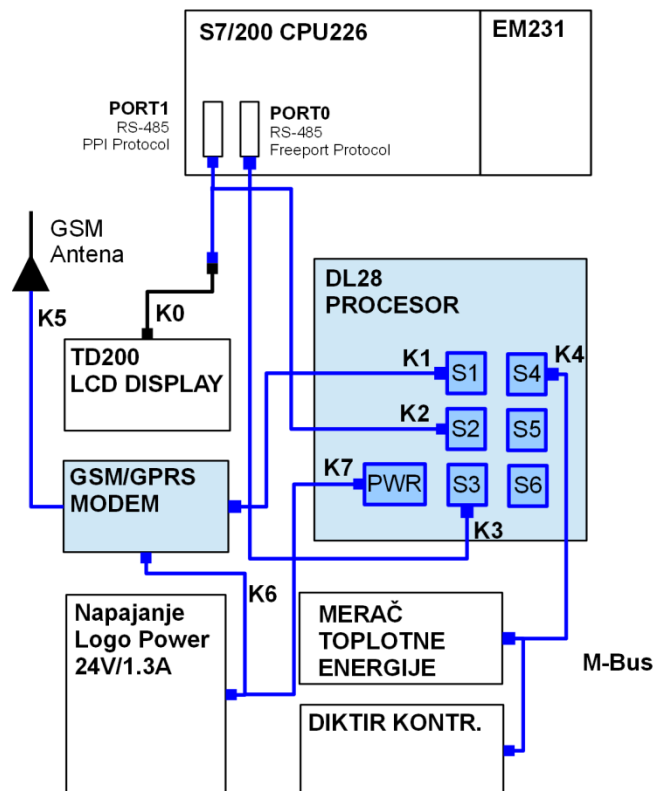 S7/200 CPU226
EM231
PORT1
RS-485
PPI Protocol
PORT0
RS-485
Freeport Protocol
GSM
Antena
K5
K0
TD200
LCD DISPLAY
DL28
PROCESOR
K1
S1
S4
K4
K2
S2
S5
K7
PWR
S3
S6
K3
GSM/GPRS
MODEM
K6
Napajanje
Logo Power
24V/1.3A
MERAČ
TOPLOTNE
ENERGIJE
M-Bus
DIKTIR KONTR.